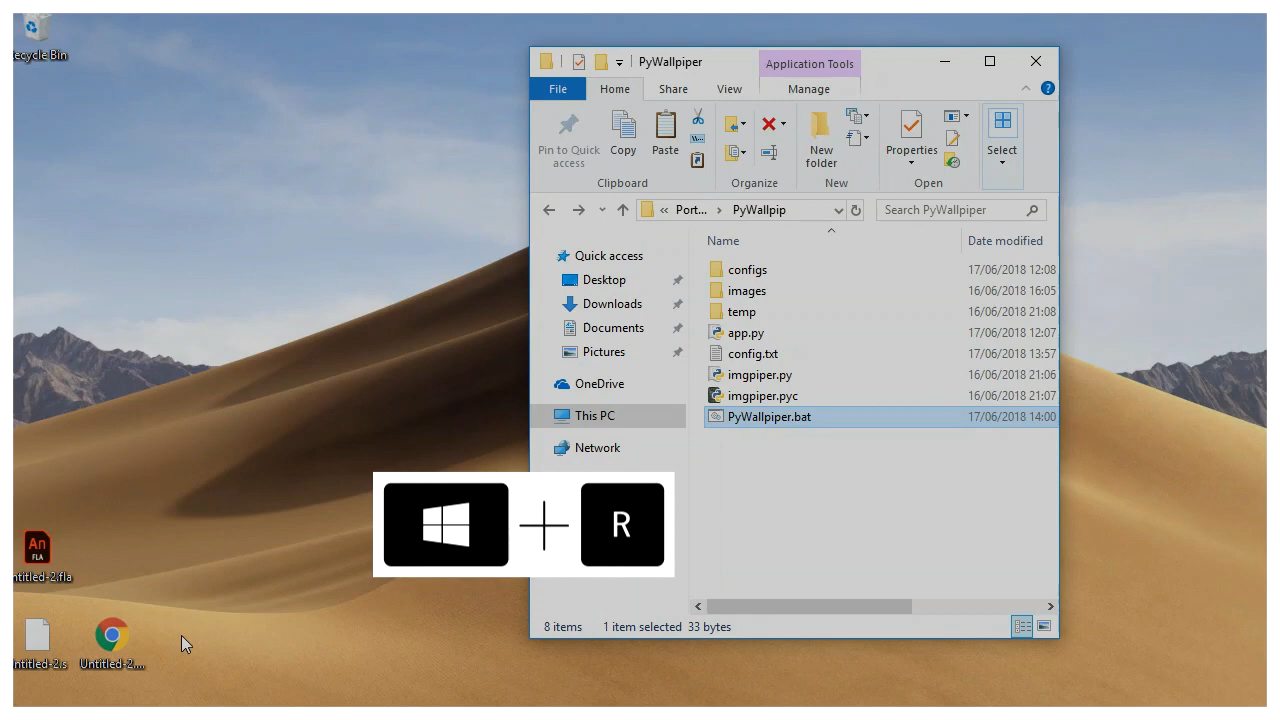 ecycle Bin
PyWallpiper
Application Tools
File Home Share View Manage
Pin to Quick access
Copy
Paste
New folder
Properties
Select
Clipboard
Organize
New
Open
« Port... › PyWallpip
Search PyWallpiper
Name
Date modified
Quick access
Desktop
Downloads
Documents
Pictures
OneDrive
This PC
Network
configs 17/06/2018 12:08
images 16/06/2018 16:05
temp 16/06/2018 21:08
app.py 17/06/2018 12:07
config.txt 17/06/2018 13:57
imgpiper.py 16/06/2018 21:06
imgpiper.pyc 16/06/2018 21:07
PyWallpiper.bat 17/06/2018 14:00
+ R
An
FLA
ntitled-2.fla
ntitled-2.s
Untitled-2....
8 items 1 item selected 33 bytes